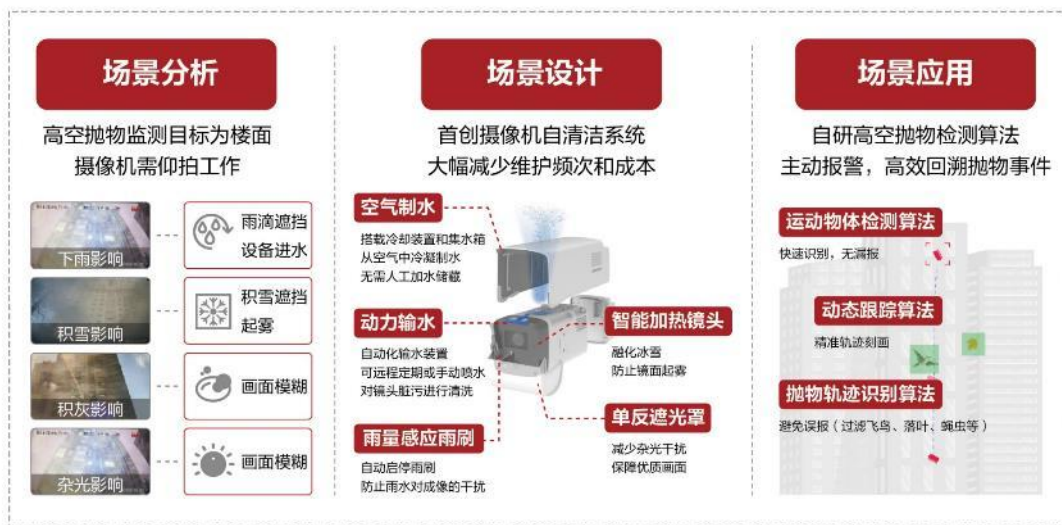 场景分析
高空抛物监测目标为楼面
摄像机需仰拍工作
下雨影响
雨滴遮挡
设备进水
积雪影响
积雪遮挡
起雾
积灰影响
画面模糊
杂光影响
画面模糊
场景设计
首创摄像机自清洁系统
大幅减少维护频次和成本
空气制水
搭载冷却装置和集水箱
从空气中冷凝制水
无需人工加水储载
动力输水
自动化输水装置
可远程定期或手动喷水
对镜头脏污进行清洗
雨量感应雨刷
自动启停雨刷
防止雨水对成像的干扰
智能加热镜头
融化冰雪
防止镜面起雾
单反遮光罩
减少杂光干扰
保障优质画面
场景应用
自研高空抛物检测算法
主动报警，高效回溯抛物事件
运动物体检测算法
快速识别，无漏报
动态跟踪算法
精准轨迹刻画
抛物轨迹识别算法
避免误报（过滤飞鸟、落叶、蝇虫等）